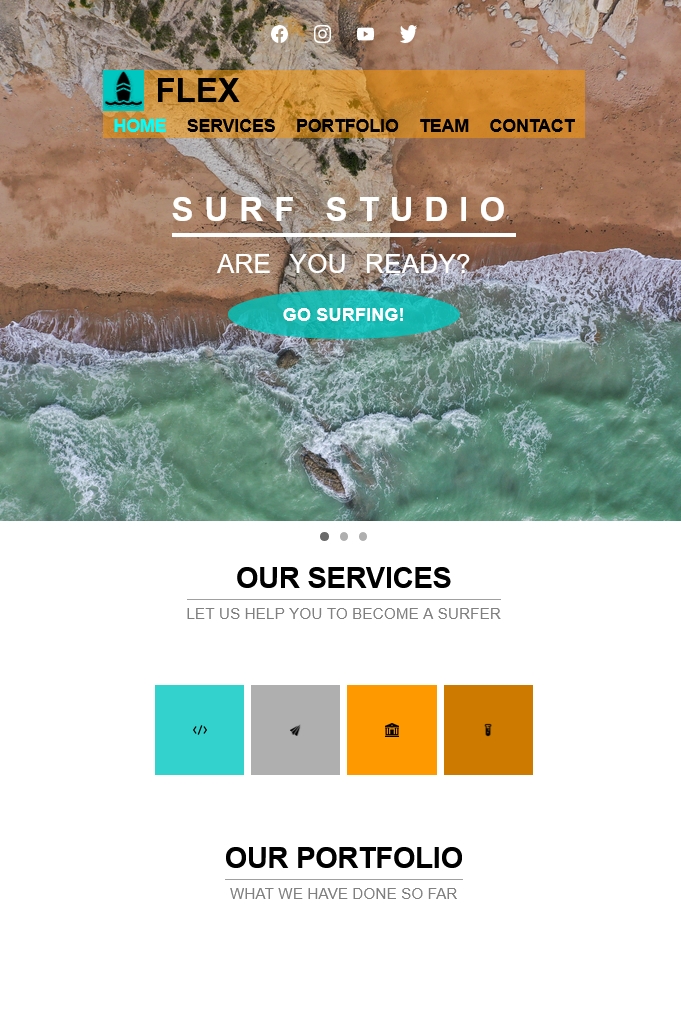 FLEX
HOME SERVICES PORTFOLIO TEAM CONTACT
SURF STUDIO
ARE YOU READY?
GO SURFING!
OUR SERVICES
LET US HELP YOU TO BECOME A SURFER
OUR PORTFOLIO
WHAT WE HAVE DONE SO FAR